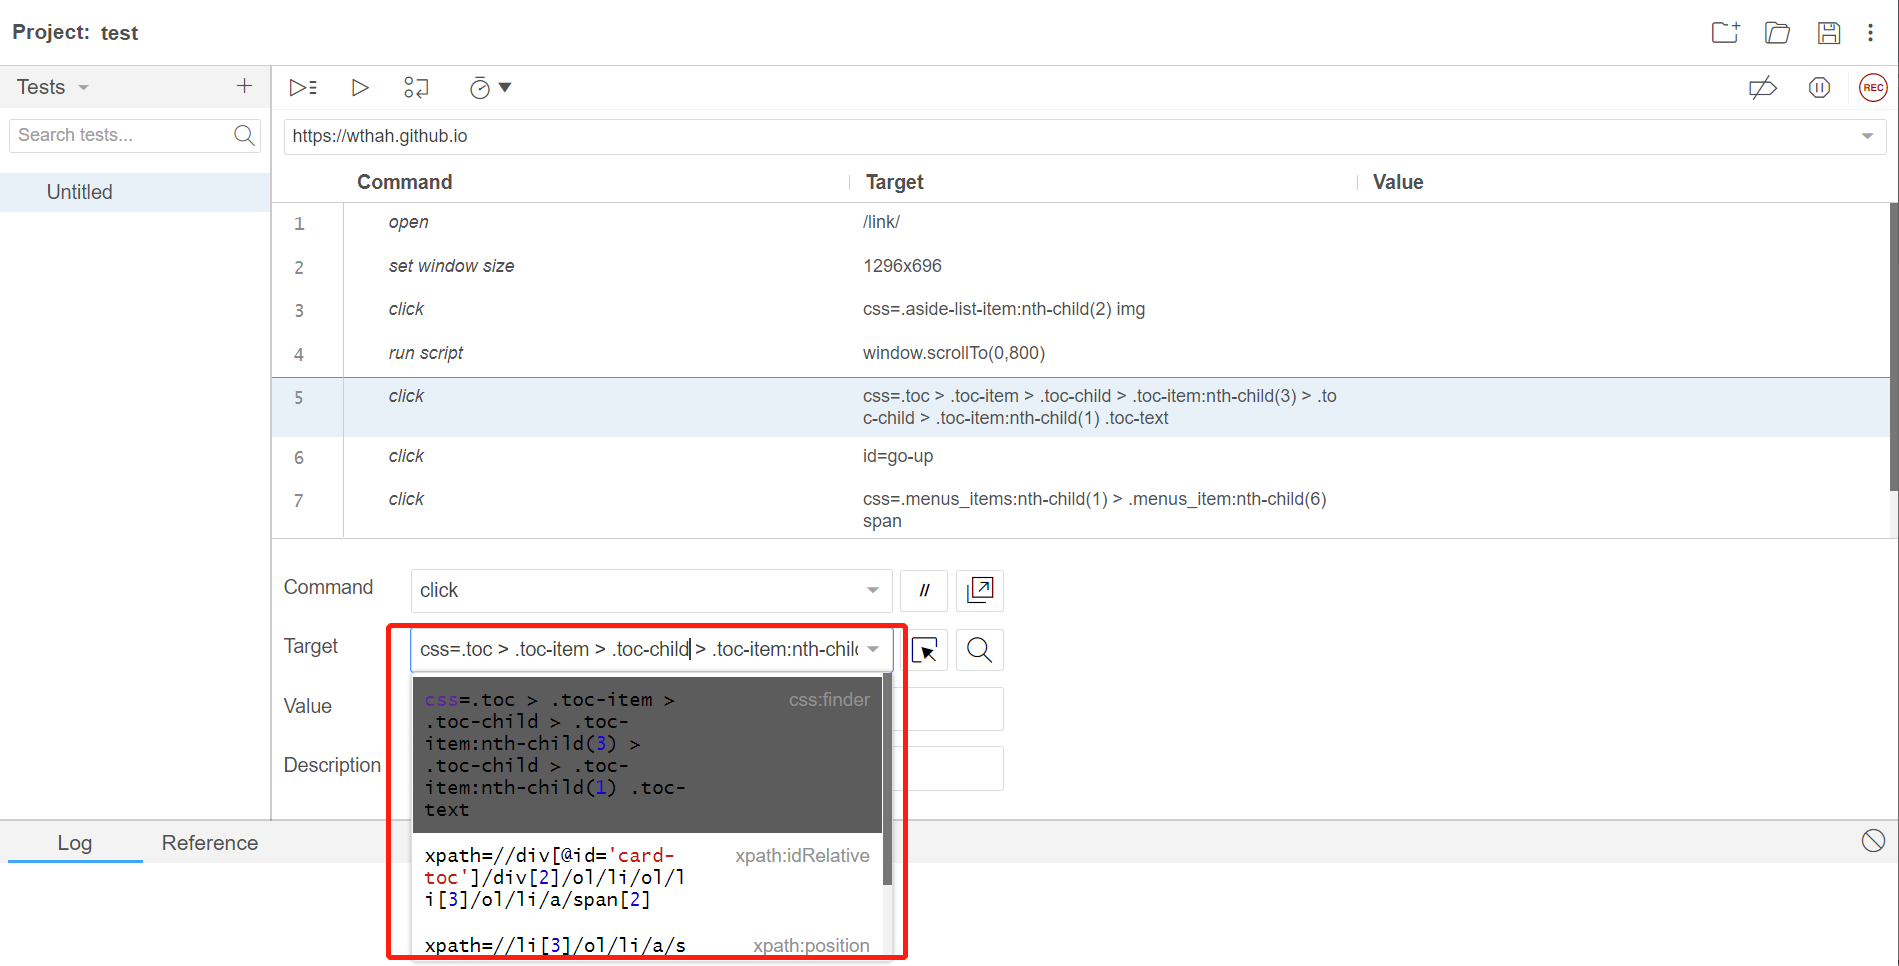 Project: test
Tests
Search tests...
Untitled
REC
https://wthah.github.io
Command Target Value
1 open /link/
2 set window size 1296x696
3 click css=.aside-list-item:nth-child(2) img
4 run script window.scrollTo(0,800)
5 click css=.toc > .toc-item > .toc-child > .toc-item:nth-child(3) > .to
c-child > .toc-item:nth-child(1) .toc-text
6 click id=go-up
7 click css=.menus_items:nth-child(1) > .menus_item:nth-child(6)
span
Command click //
Target css=.toc > .toc-item > .toc-child > .toc-item:nth-chil
css=.toc > .toc-item > css:finder
.toc-child > .toc-
item:nth-child(3) >
.toc-child > .toc-
item:nth-child(1) .toc-
text
xpath=//div[@id='card- xpath:idRelative
toc']/div[2]/ol/li/ol/l
i[3]/ol/li/a/span[2]
xpath=//li[3]/ol/li/a/s xpath:position
Value
Description
Log Reference